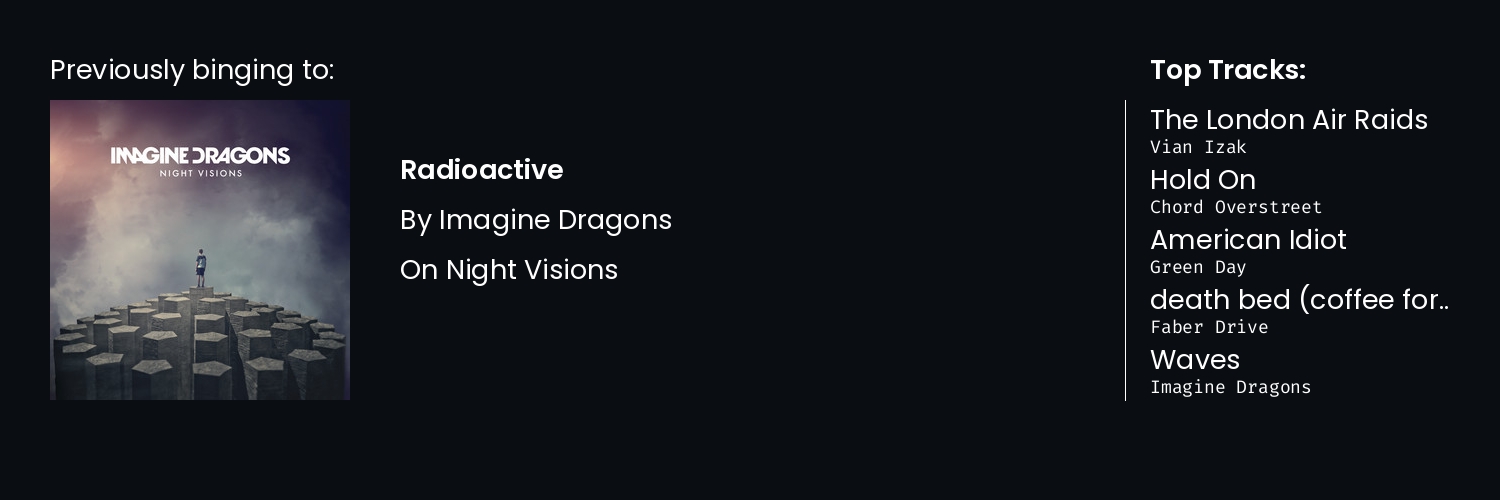 Previously binging to:
IMAGINE DRAGONS
NIGHT VISIONS
Radioactive
By Imagine Dragons
On Night Visions
Top Tracks:
The London Air Raids
Vian Izak
Hold On
Chord Overstreet
American Idiot
Green Day
death bed (coffee for..
Faber Drive
Waves
Imagine Dragons